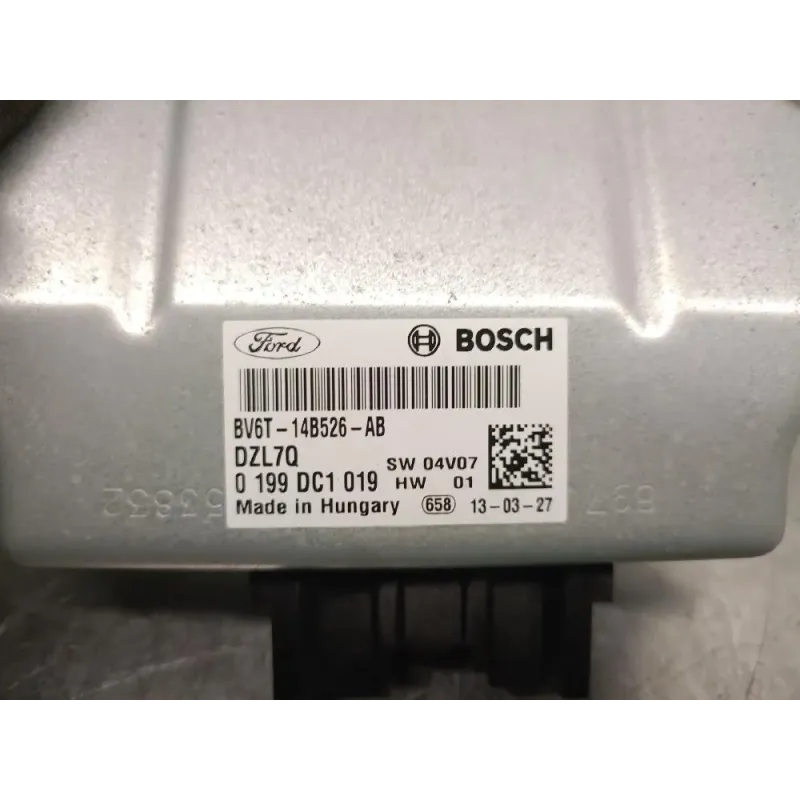 Ford BOSCH
BV6T-14B526-AB
DZL7Q SW 04V07
0 199 DC1 019 HW 01
Made in Hungary 658 13-03-27